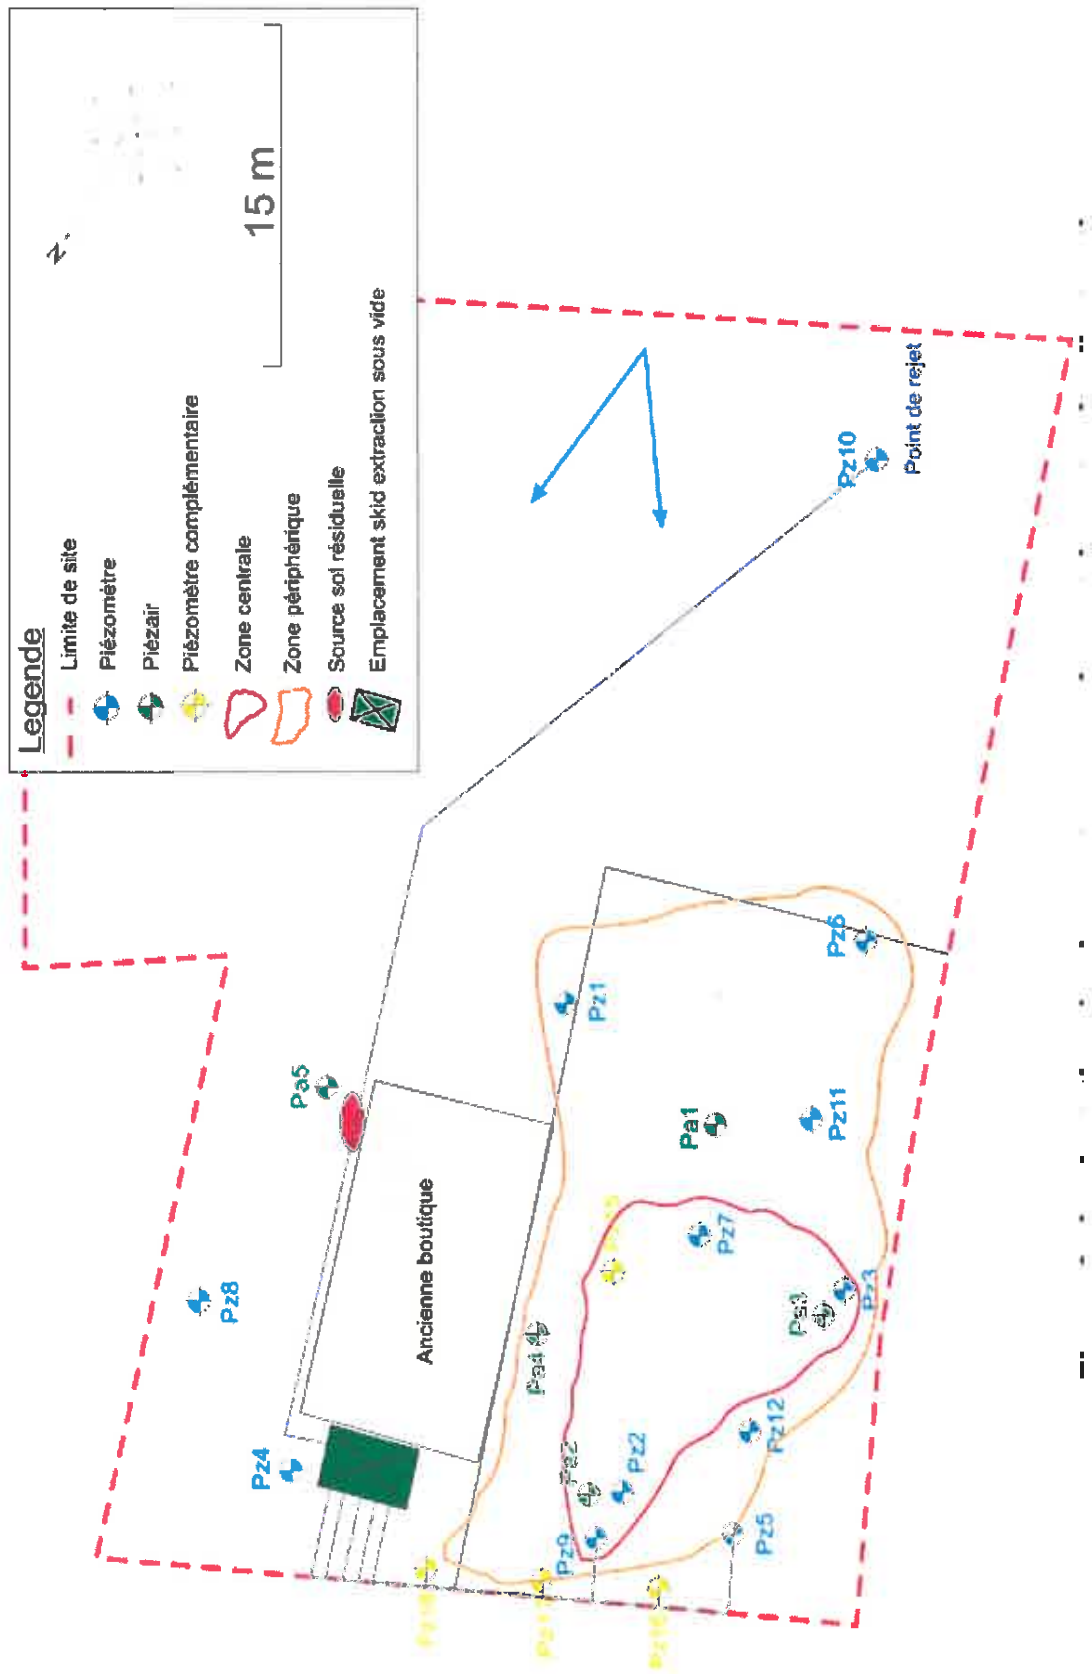 Legende
Limite de site
Piézomètre
Piézair
Piézomètre complémentaire
Zone centrale
Zone périphérique
Source sol résiduelle
Emplacement skid extraction sous vide
N
15 m
Pz8
Pz4
Pa5
Ancienne boutique
Pz10
Point de rejet
Pz1
Pz6
Pa1
Pz11
Pz7
Pa4
Pa3
Pz3
Pa2
Pz2
Pz12
Pz9
Pz5